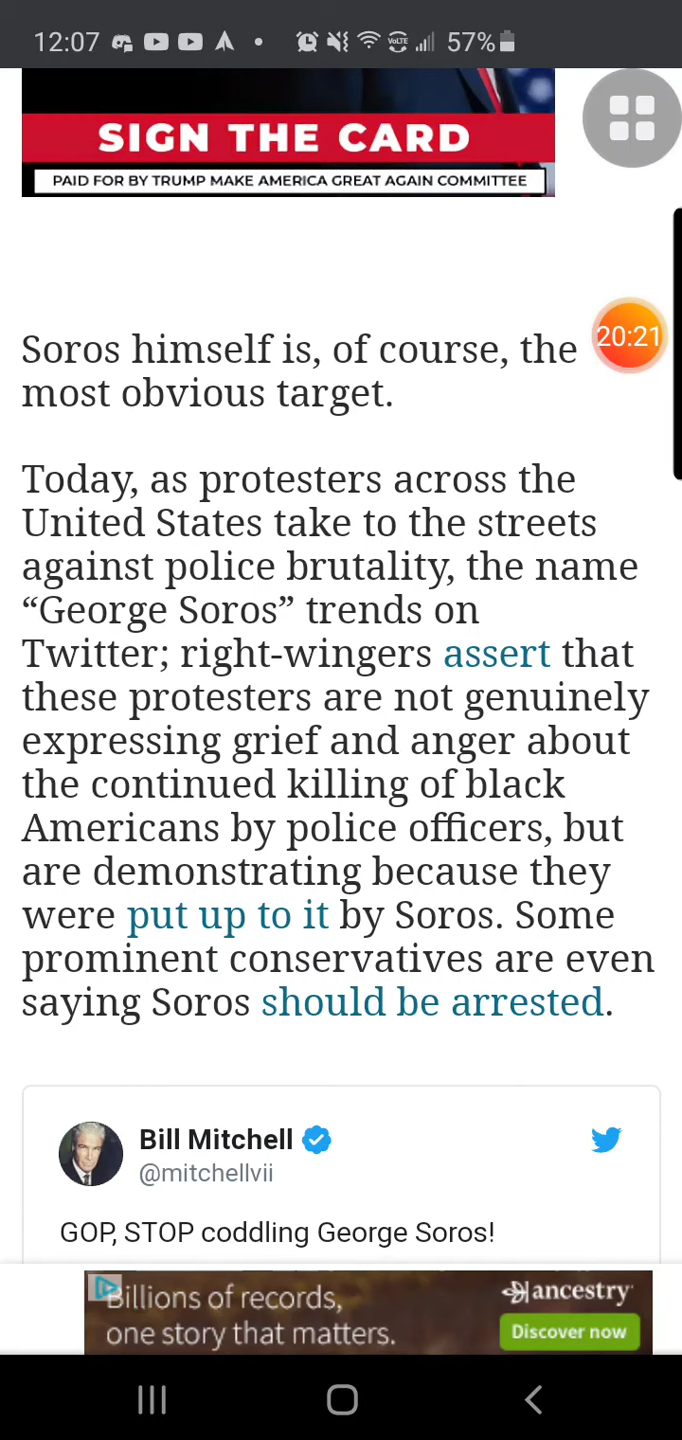 12:07
VoLTE
57%
SIGN THE CARD
PAID FOR BY TRUMP MAKE AMERICA GREAT AGAIN COMMITTEE
20:21
Soros himself is, of course, the
most obvious target.
Today, as protesters across the
United States take to the streets
against police brutality, the name
“George Soros” trends on
Twitter; right-wingers assert that
these protesters are not genuinely
expressing grief and anger about
the continued killing of black
Americans by police officers, but
are demonstrating because they
were put up to it by Soros. Some
prominent conservatives are even
saying Soros should be arrested.
Bill Mitchell
@mitchellvii
GOP, STOP coddling George Soros!
Billions of records,
one story that matters.
ancestry
Discover now